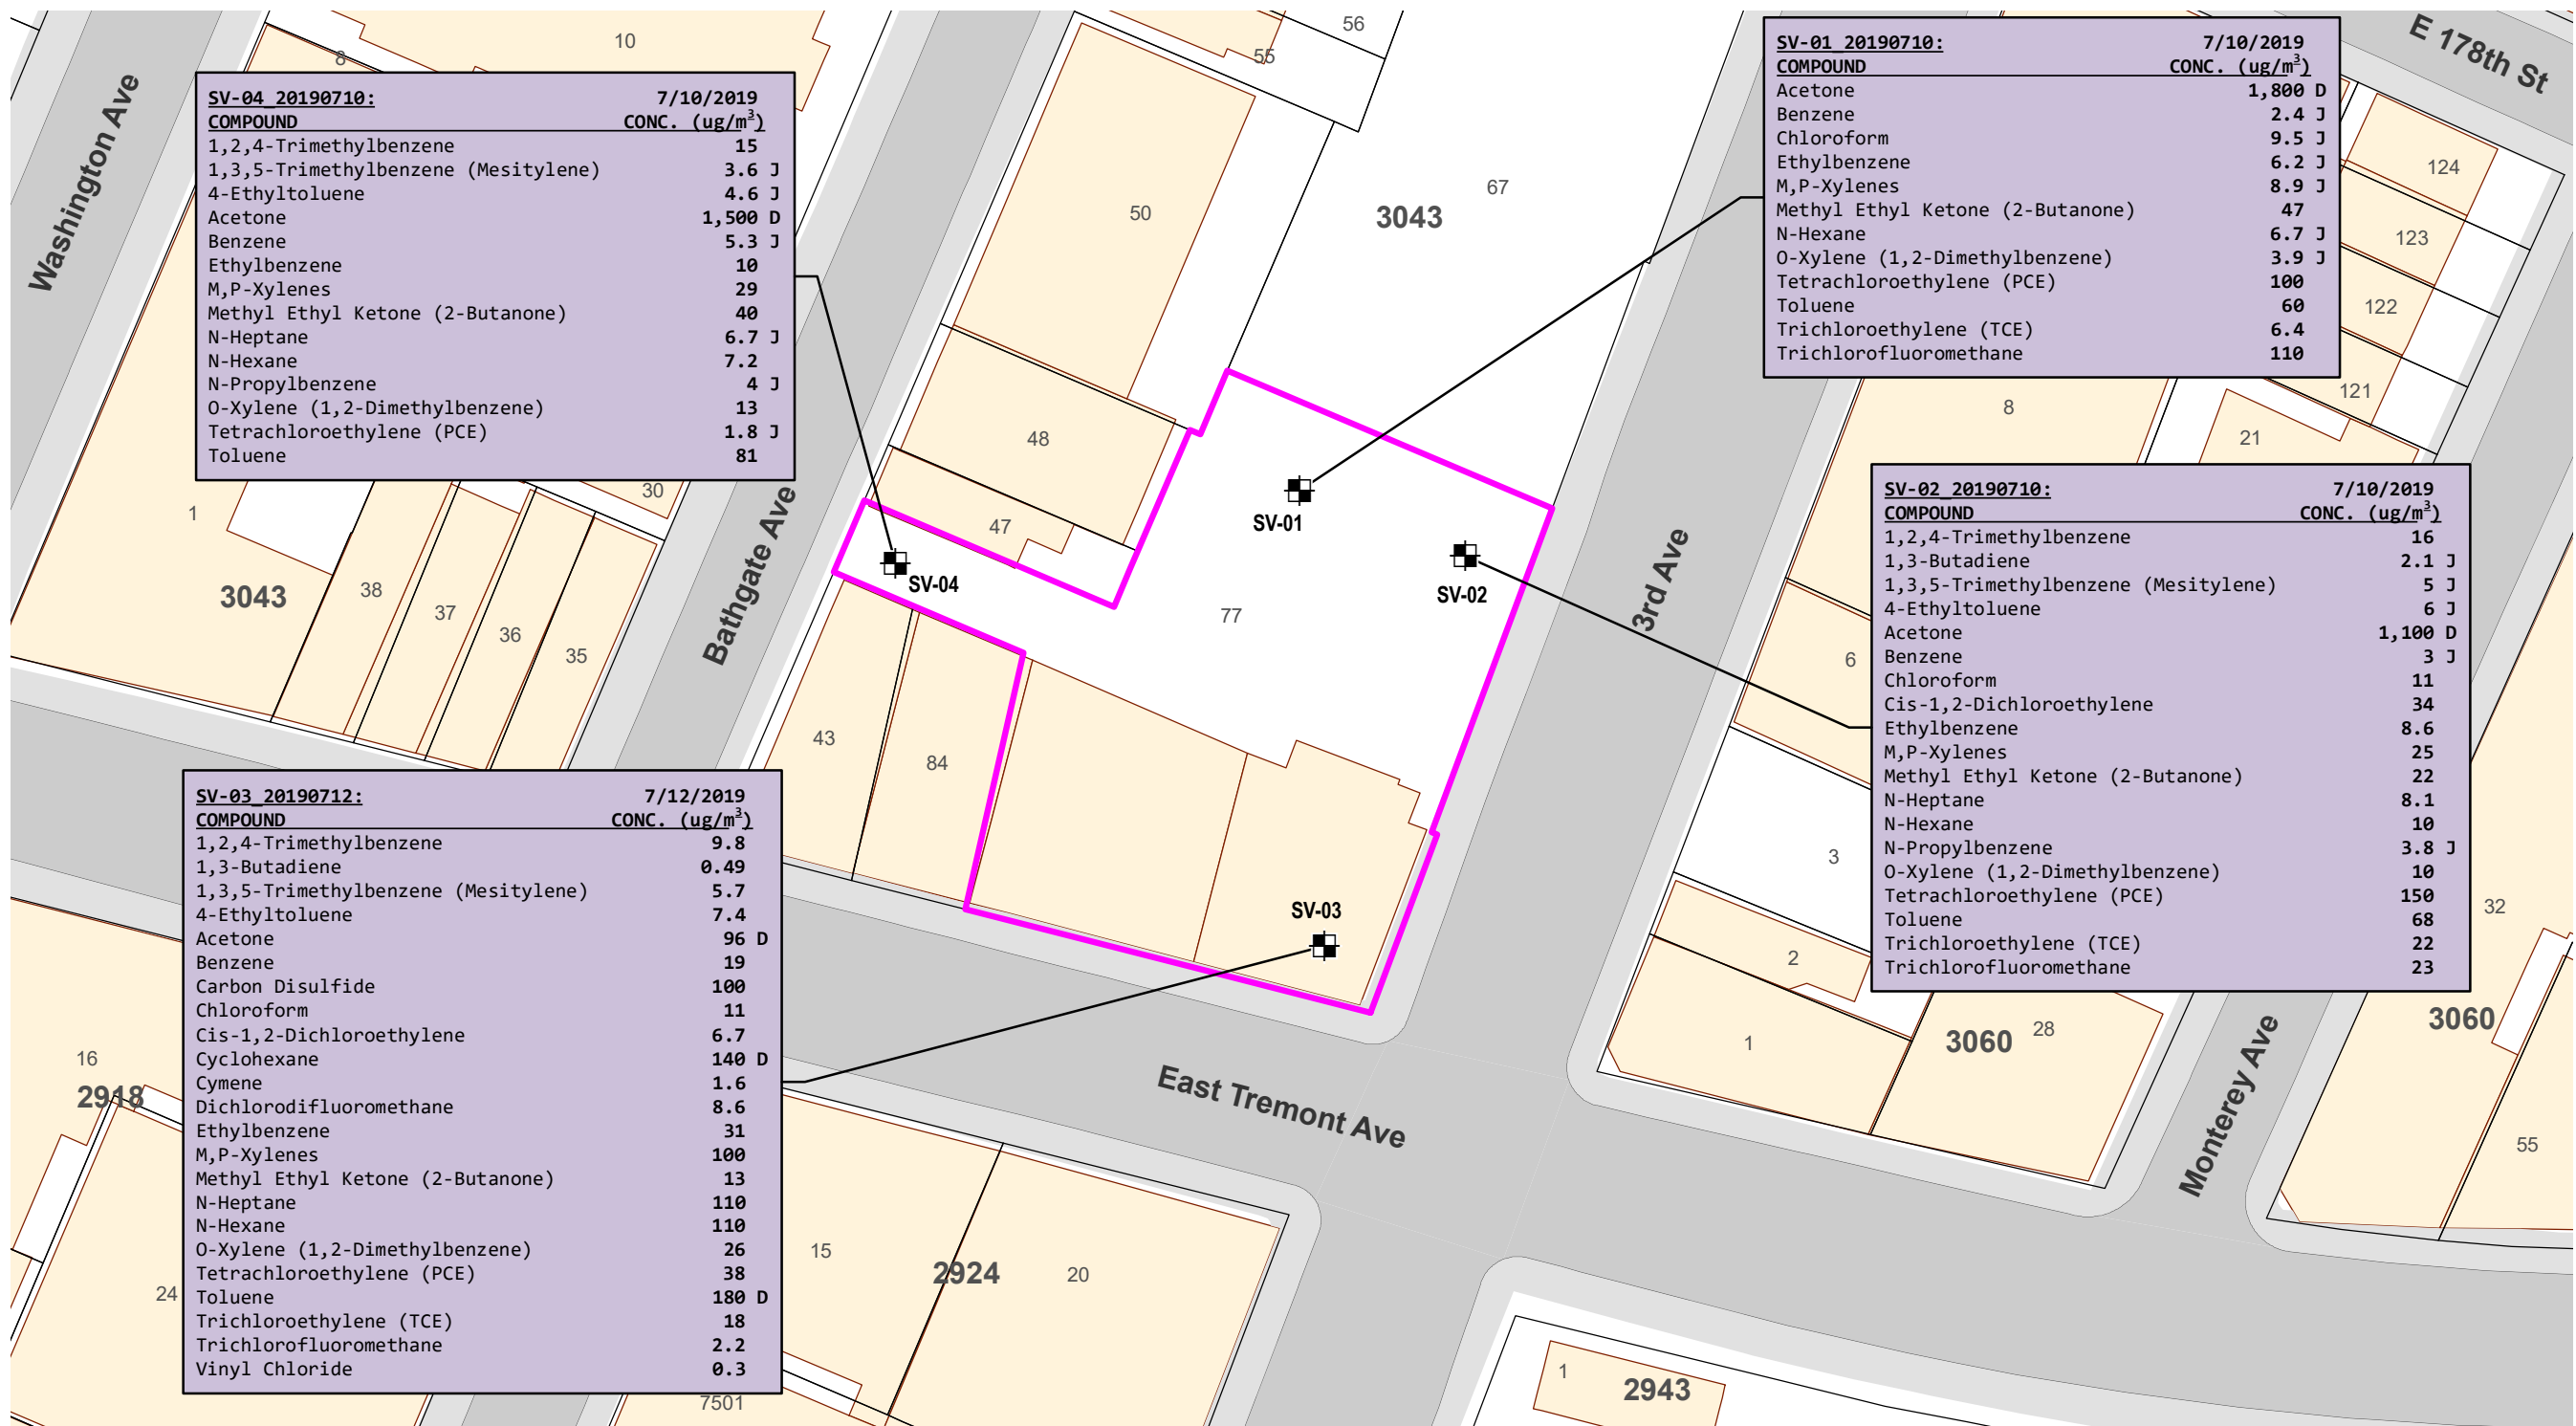 Washington Ave
8
10
SV-04_20190710: 7/10/2019
COMPOUND CONC. (ug/m³)
1,2,4-Trimethylbenzene 15
1,3,5-Trimethylbenzene (Mesitylene) 3.6 J
4-Ethyltoluene 4.6 J
Acetone 1,500 D
Benzene 5.3 J
Ethylbenzene 10
M,P-Xylenes 29
Methyl Ethyl Ketone (2-Butanone) 40
N-Heptane 6.7 J
N-Hexane 7.2
N-Propylbenzene 4 J
O-Xylene (1,2-Dimethylbenzene) 13
Tetrachloroethylene (PCE) 1.8 J
Toluene 81
56
55
67
3043
50
48
47
SV-01_20190710: 7/10/2019
COMPOUND CONC. (ug/m³)
Acetone 1,800 D
Benzene 2.4 J
Chloroform 9.5 J
Ethylbenzene 6.2 J
M,P-Xylenes 8.9 J
Methyl Ethyl Ketone (2-Butanone) 47
N-Hexane 6.7 J
O-Xylene (1,2-Dimethylbenzene) 3.9 J
Tetrachloroethylene (PCE) 100
Toluene 60
Trichloroethylene (TCE) 6.4
Trichlorofluoromethane 110
E 178th St
124
123
122
121
8
21
30
1
3043
38
37
36
35
Bathgate Ave
SV-04
SV-01
SV-02
77
3rd Ave
6
3
2
1
3060
28
32
3060
55
Monterey Ave
SV-02_20190710: 7/10/2019
COMPOUND CONC. (ug/m³)
1,2,4-Trimethylbenzene 16
1,3-Butadiene 2.1 J
1,3,5-Trimethylbenzene (Mesitylene) 5 J
4-Ethyltoluene 6 J
Acetone 1,100 D
Benzene 3 J
Chloroform 11
Cis-1,2-Dichloroethylene 34
Ethylbenzene 8.6
M,P-Xylenes 25
Methyl Ethyl Ketone (2-Butanone) 22
N-Heptane 8.1
N-Hexane 10
N-Propylbenzene 3.8 J
O-Xylene (1,2-Dimethylbenzene) 10
Tetrachloroethylene (PCE) 150
Toluene 68
Trichloroethylene (TCE) 22
Trichlorofluoromethane 23
43
84
SV-03
SV-03_20190712: 7/12/2019
COMPOUND CONC. (ug/m³)
1,2,4-Trimethylbenzene 9.8
1,3-Butadiene 0.49
1,3,5-Trimethylbenzene (Mesitylene) 5.7
4-Ethyltoluene 7.4
Acetone 96 D
Benzene 19
Carbon Disulfide 100
Chloroform 11
Cis-1,2-Dichloroethylene 6.7
Cyclohexane 140 D
Cymene 1.6
Dichlorodifluoromethane 8.6
Ethylbenzene 31
M,P-Xylenes 100
Methyl Ethyl Ketone (2-Butanone) 13
N-Heptane 110
N-Hexane 110
O-Xylene (1,2-Dimethylbenzene) 26
Tetrachloroethylene (PCE) 38
Toluene 180 D
Trichloroethylene (TCE) 18
Trichlorofluoromethane 2.2
Vinyl Chloride 0.3
East Tremont Ave
16
2918
24
15
2924
20
7501
1
2943